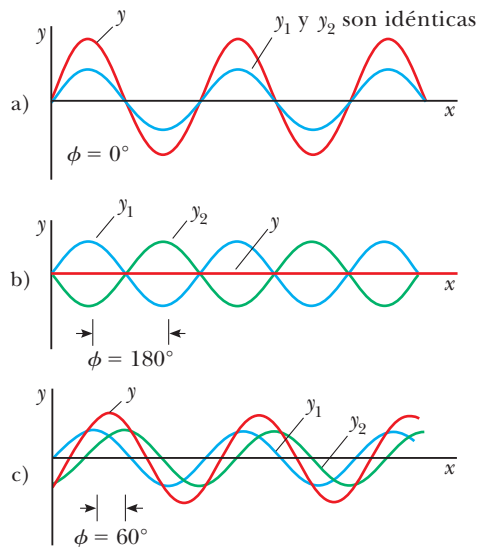 y
y
y₁ y y₂ son idénticas
a)
x
ϕ = 0°
y
y₁
y₂
y
b)
x
ϕ = 180°
y
y
y₁
y₂
c)
x
ϕ = 60°